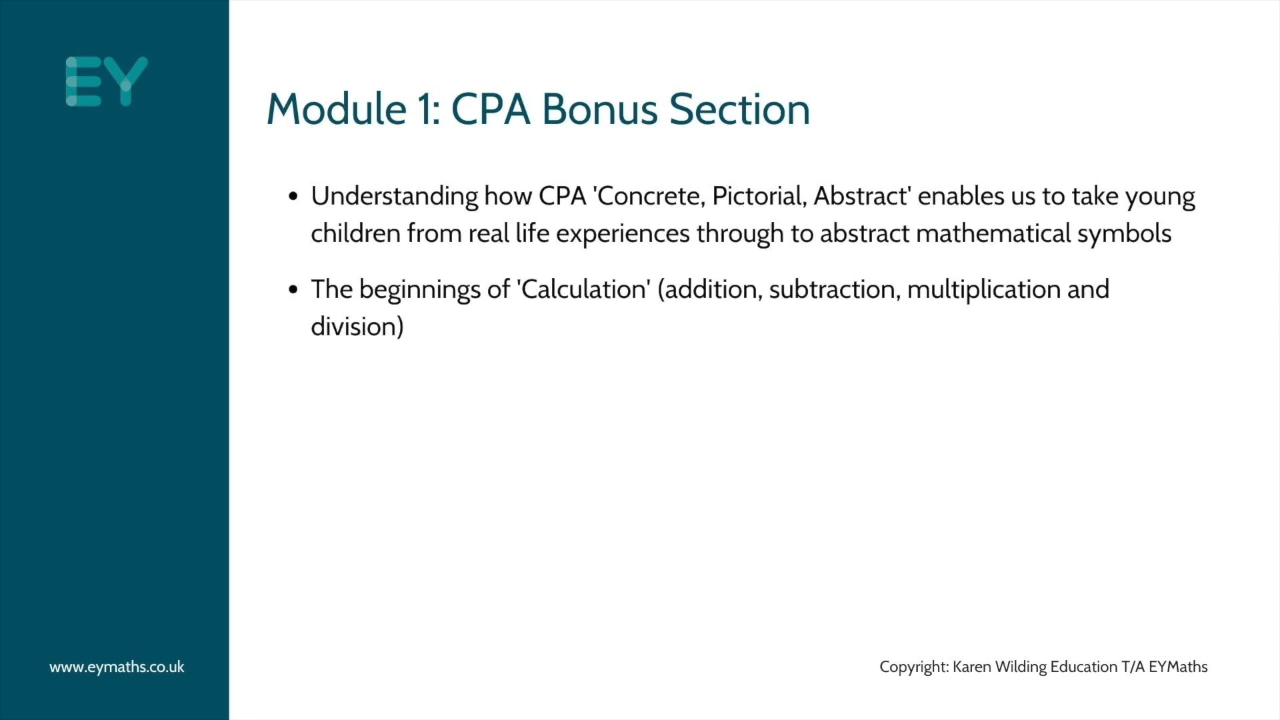 EY
Module 1: CPA Bonus Section
• Understanding how CPA 'Concrete, Pictorial, Abstract' enables us to take young
children from real life experiences through to abstract mathematical symbols
• The beginnings of 'Calculation' (addition, subtraction, multiplication and
division)
www.eymaths.co.uk
Copyright: Karen Wilding Education T/A EYMaths